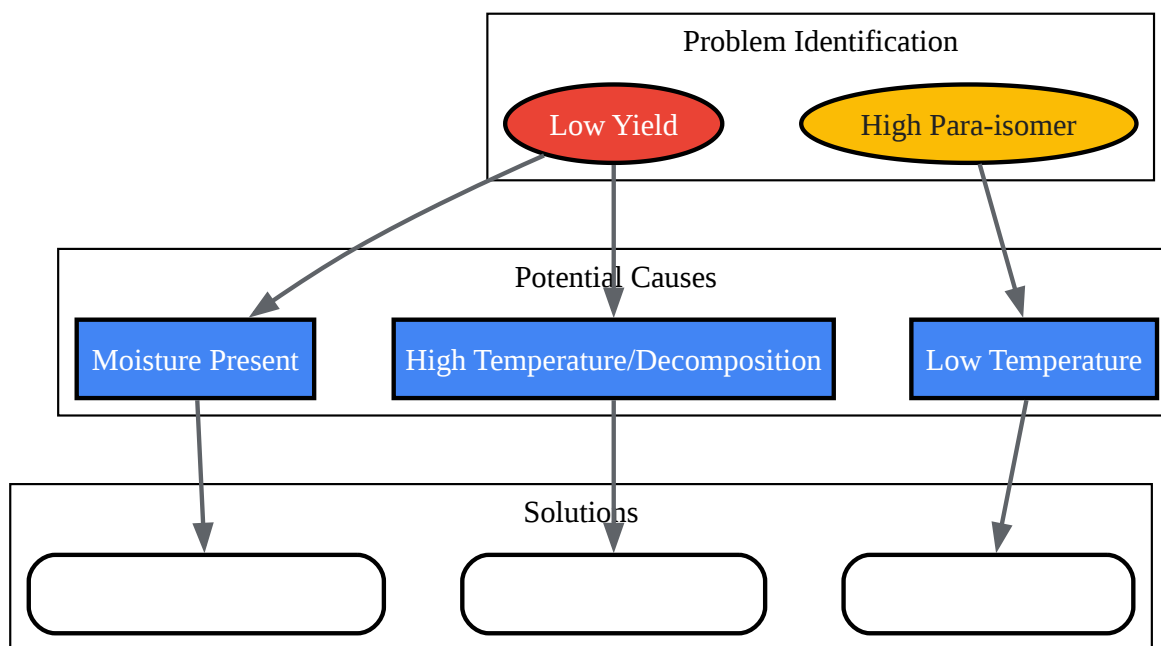 Problem Identification
Low Yield
High Para-isomer
Potential Causes
Moisture Present
High Temperature/Decomposition
Low Temperature
Solutions